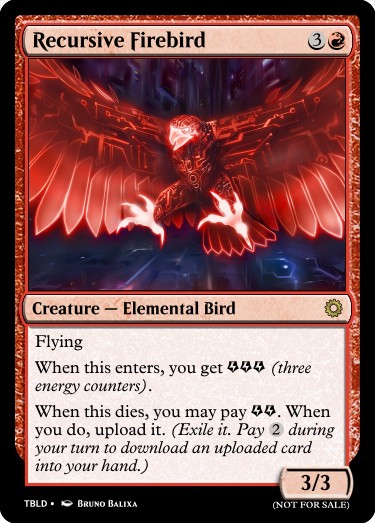 Recursive Firebird 3
Creature — Elemental Bird
Flying
When this enters, you get (three
energy counters).
When this dies, you may pay . When
you do, upload it. (Exile it. Pay 2 during
your turn to download an uploaded card
into your hand.)
3/3
TBLD • Bruno Balixa
(NOT FOR SALE)